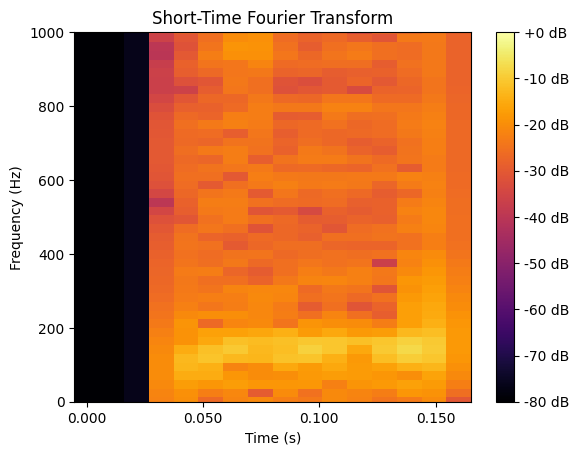 Short-Time Fourier Transform
1000
800
600
400
200
0
Frequency (Hz)
0.000
0.050
0.100
0.150
Time (s)
+0 dB
-10 dB
-20 dB
-30 dB
-40 dB
-50 dB
-60 dB
-70 dB
-80 dB